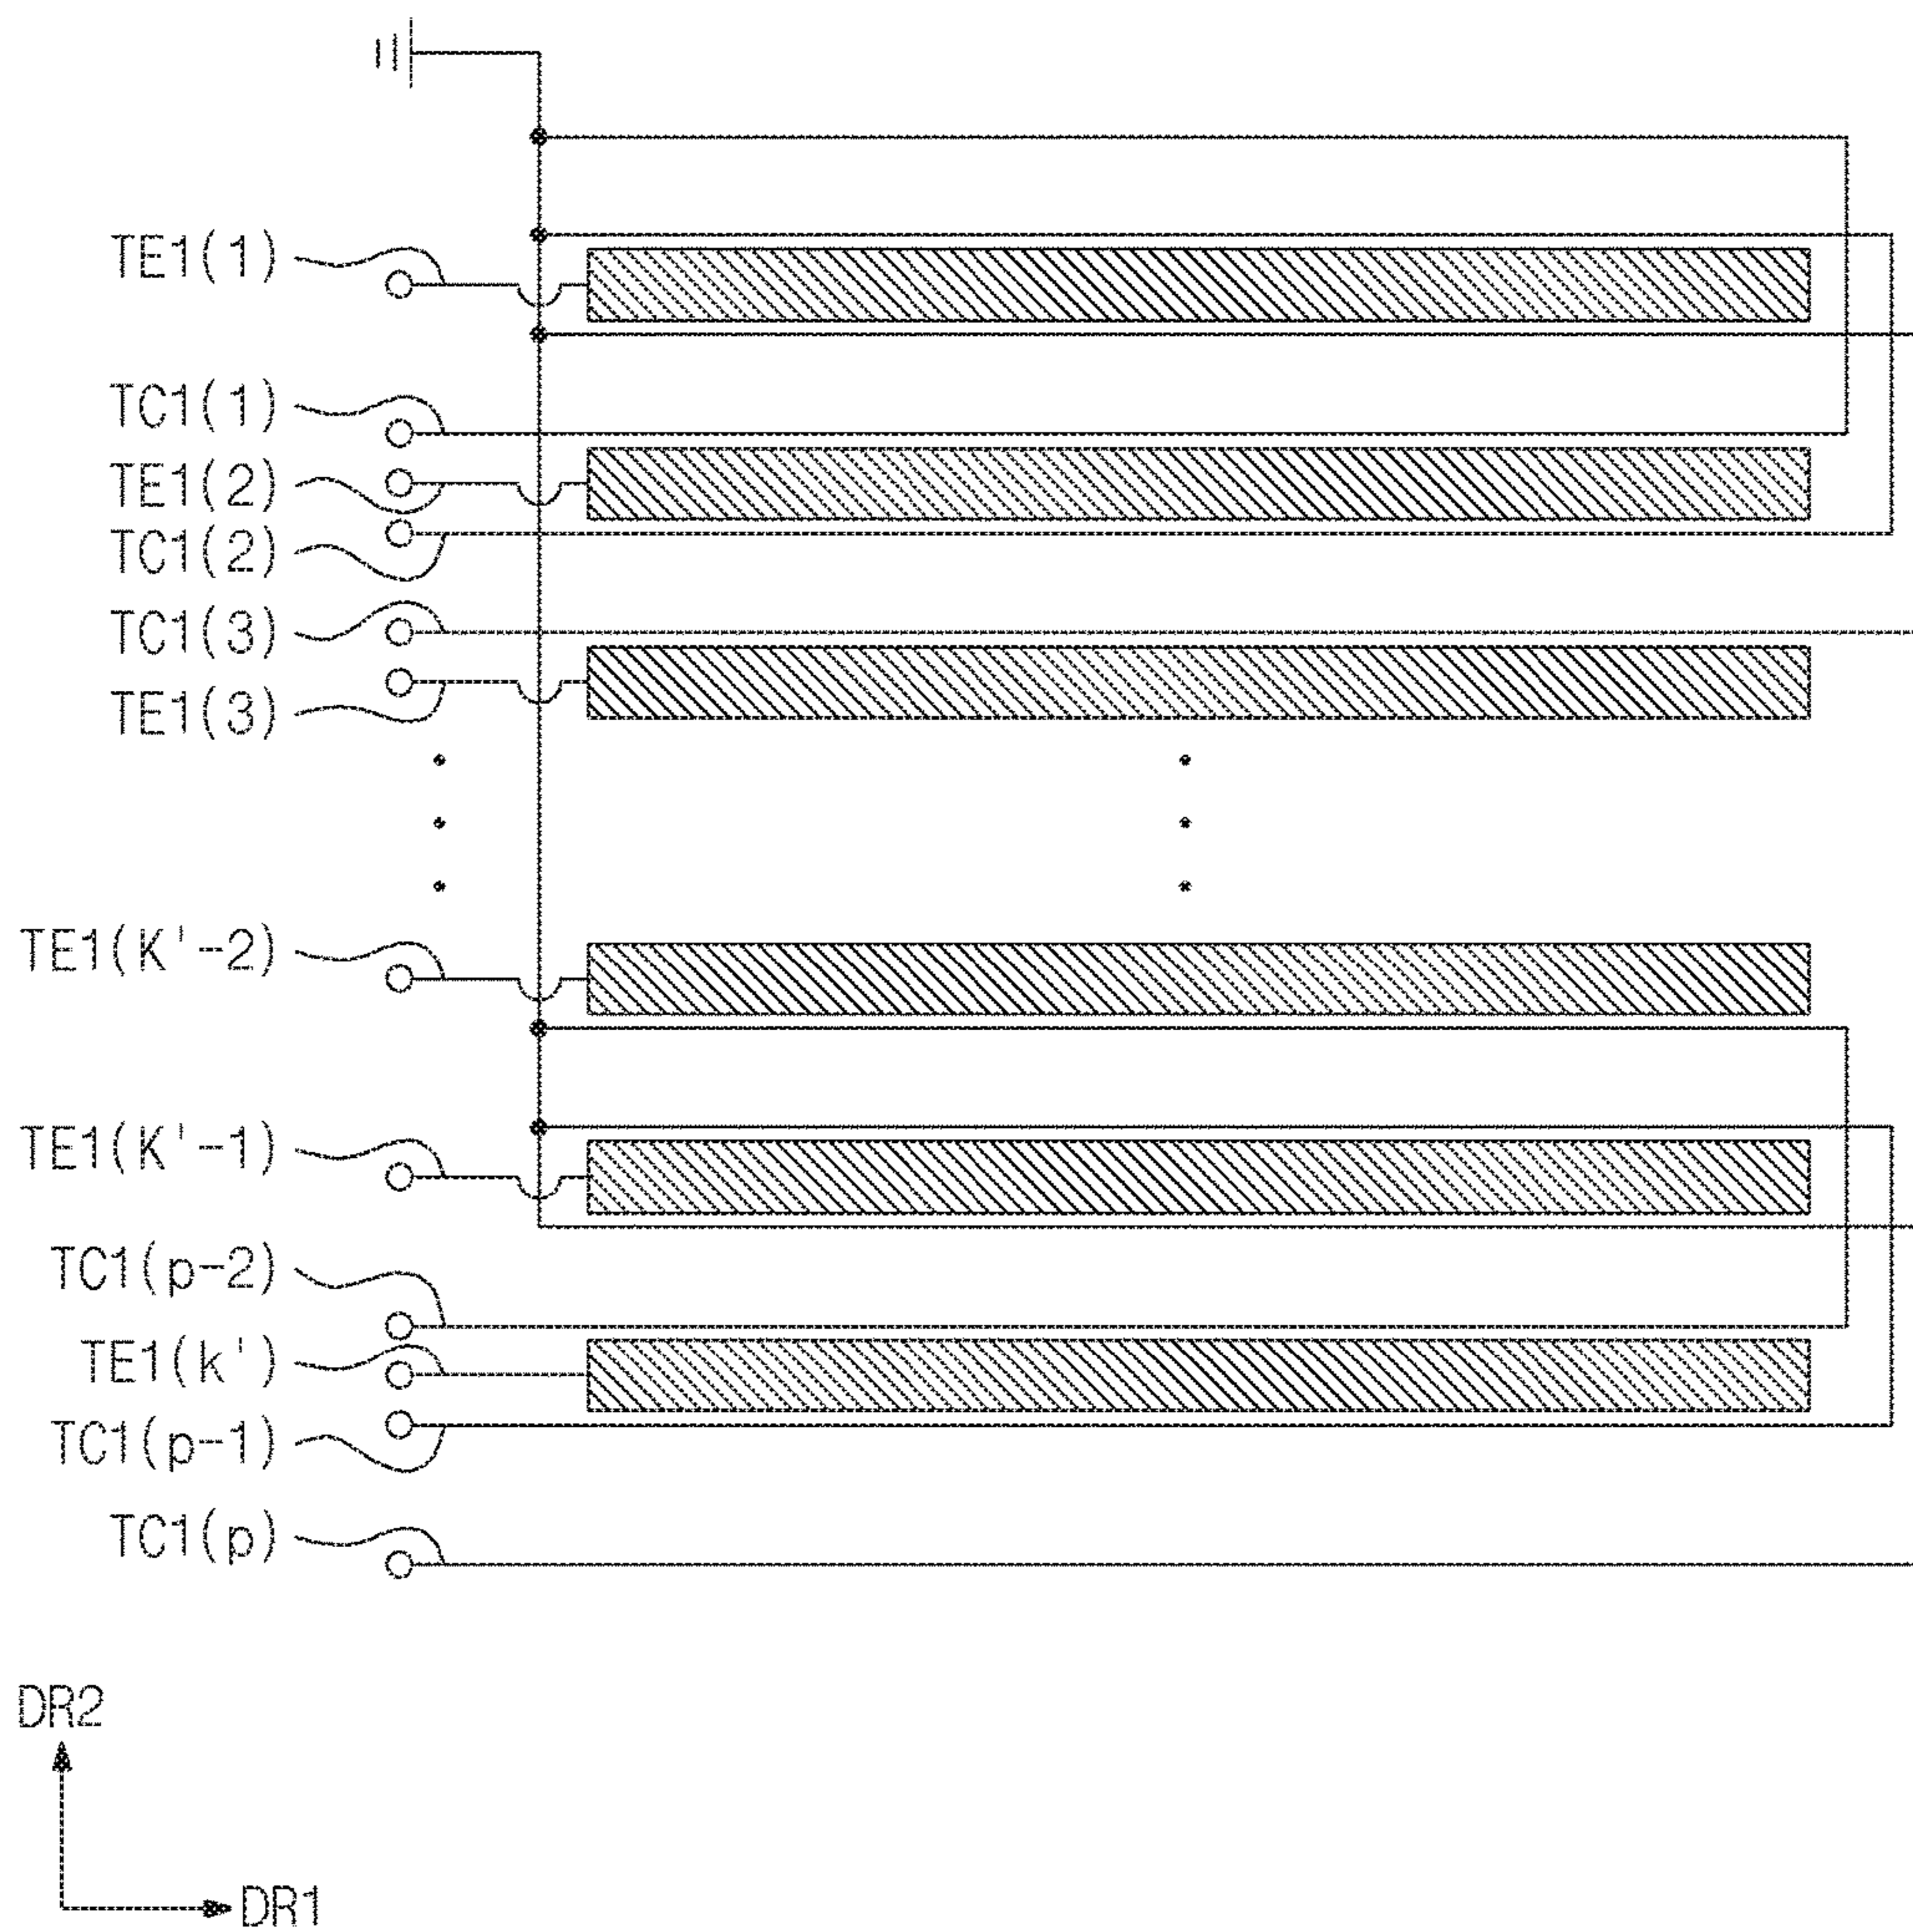 TE1(1)
TC1(1)
TE1(2)
TC1(2)
TC1(3)
TE1(3)
TE1(K'-2)
TE1(K'-1)
TC1(p-2)
TE1(k')
TC1(p-1)
TC1(p)
DR2
DR1